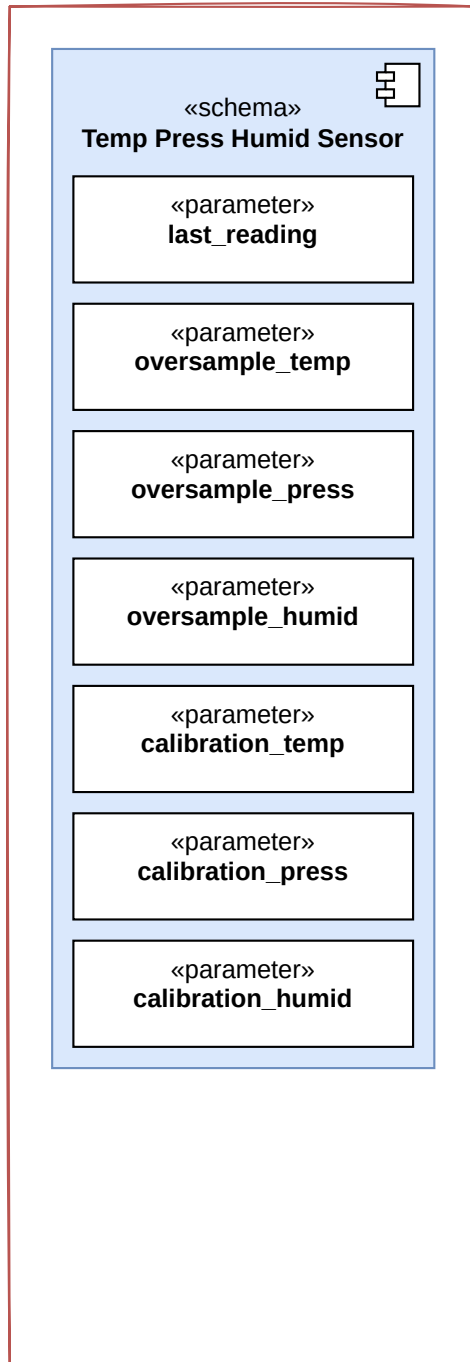 «schema»
Temp Press Humid Sensor
«parameter»
last_reading
«parameter»
oversample_temp
«parameter»
oversample_press
«parameter»
oversample_humid
«parameter»
calibration_temp
«parameter»
calibration_press
«parameter»
calibration_humid